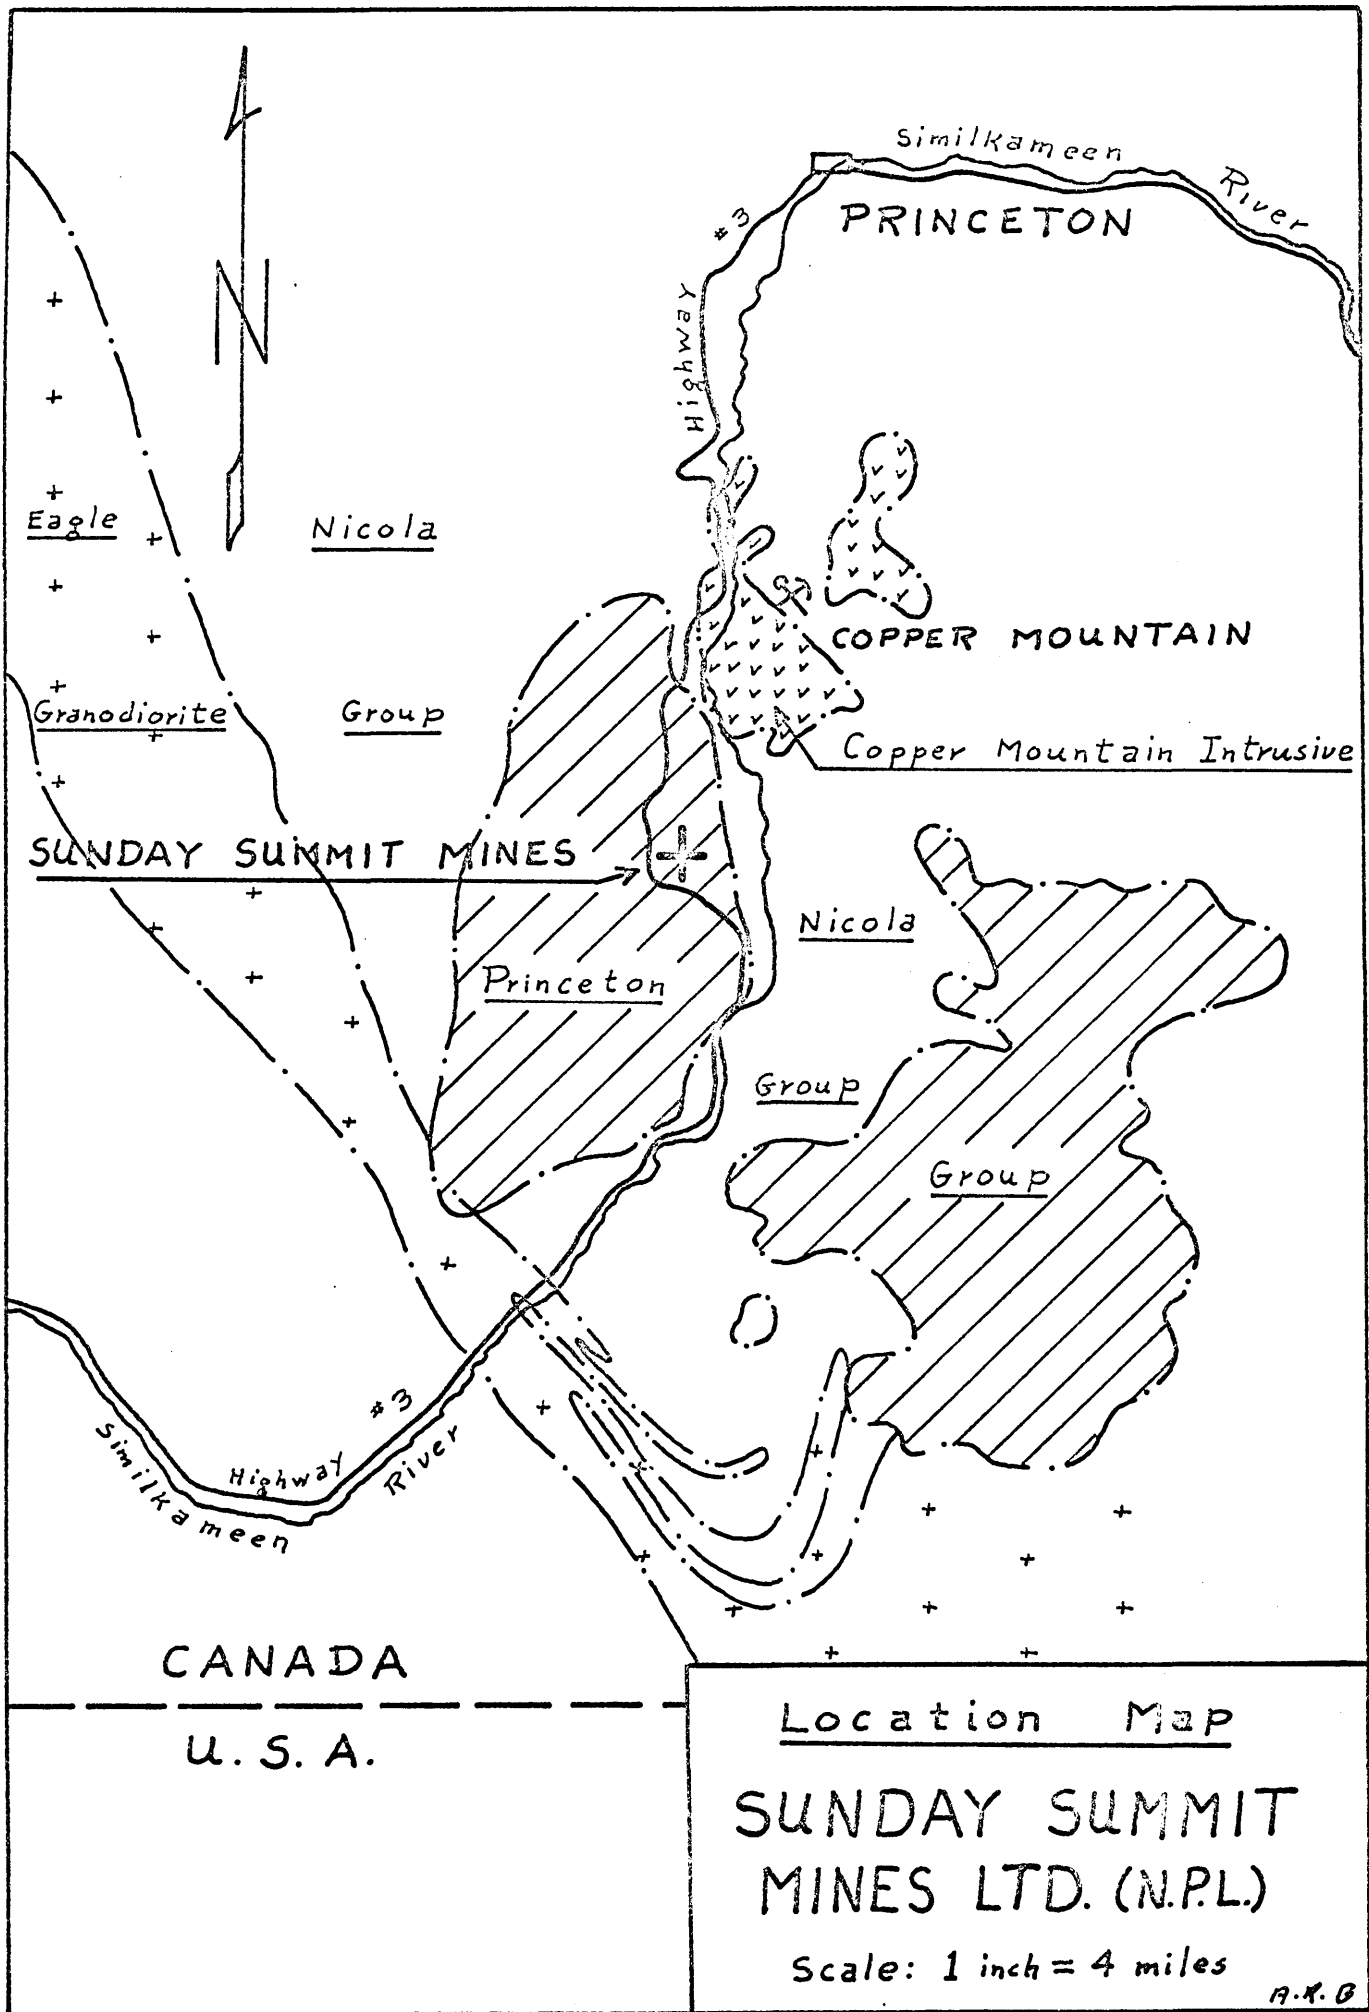 N
Similkameen
River
PRINCETON
Highway #3
Eagle
Nicola
COPPER MOUNTAIN
Granodiorite
Group
Copper Mountain Intrusive
SUNDAY SUMMIT MINES
Nicola
Princeton
Group
Group
Highway #3
Similkameen River
CANADA
U.S.A.
Location Map
SUNDAY SUMMIT
MINES LTD. (N.P.L.)
Scale: 1 inch = 4 miles
A.R.B